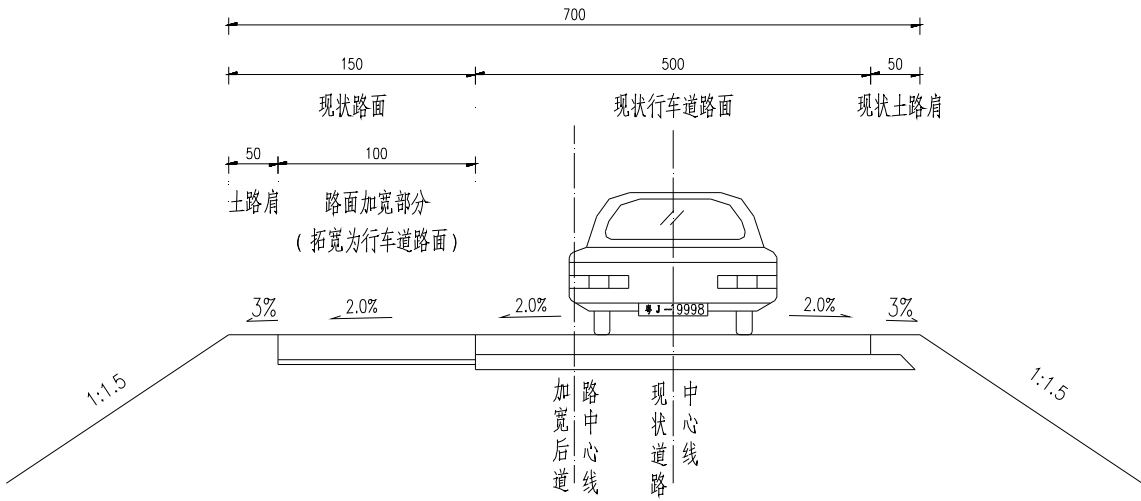 700
150
500
50
现状路面
现状行车道路面
现状土路肩
50
100
土路肩
路面加宽部分
(拓宽为行车道路面)
粤J-19998
3%
2.0%
2.0%
2.0%
3%
1:1.5
1:1.5
加宽后道
路中心线
现状道路
中心线